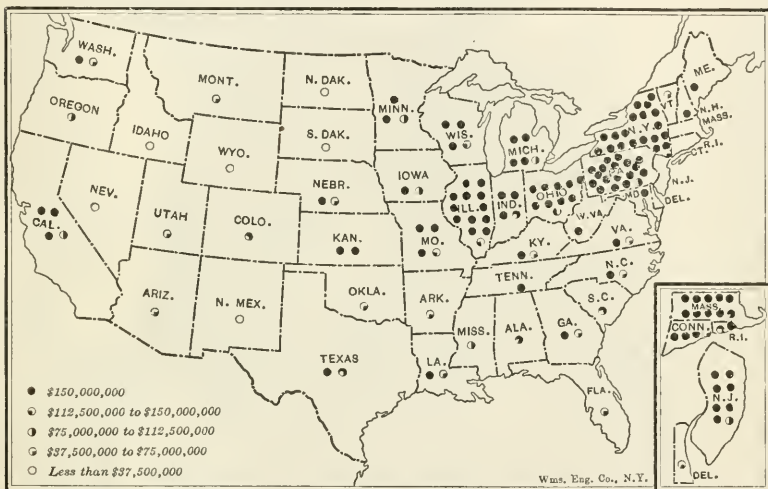 WASH.
OREGON
IDAHO
MONT.
N. DAK.
S. DAK.
WYO.
NEV.
UTAH
COLO.
CAL.
ARIZ.
N. MEX.
NEBR.
KAN.
OKLA.
TEXAS
MINN.
IOWA
MO.
ARK.
LA.
WIS.
ILL.
MICH.
IND.
OHIO
KY.
TENN.
MISS.
ALA.
GA.
FLA.
S.C.
N.C.
VA.
W.VA.
PA.
MD.
N.Y.
VT.
ME.
N.H.
MASS.
R.I.
CT.
N.J.
DEL.
MASS.
CONN.
R.I.
N.J.
DEL.
$150,000,000
$112,500,000 to $150,000,000
$75,000,000 to $112,500,000
$37,500,000 to $75,000,000
Less than $37,500,000
Wms. Eng. Co., N.Y.